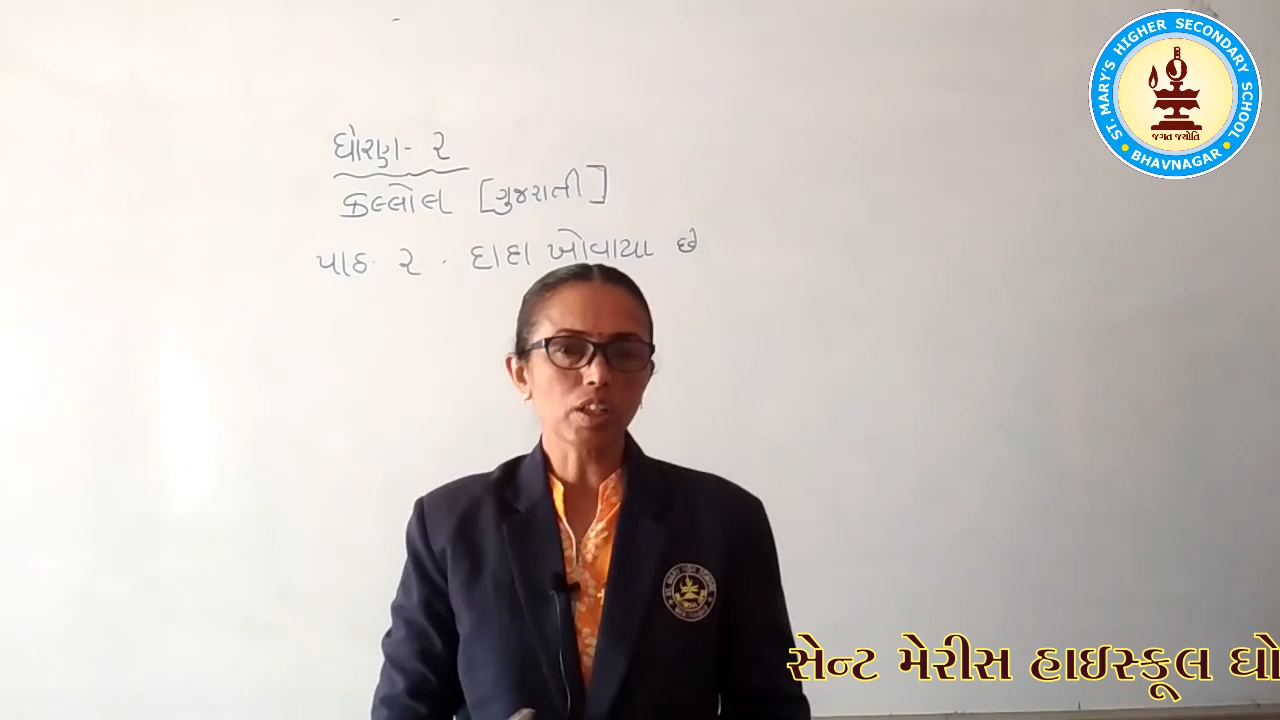 ધોરણ- ૨
કલ્લોલ [ગુજરાતી]
પાઠ ૨ . દાદા ખોવાયા છે
ST. MARY'S HIGHER SECONDARY SCHOOL
જગત જ્યોતિ
BHAVNAGAR
સેન્ટ મેરીસ હાઇસ્કૂલ ધો